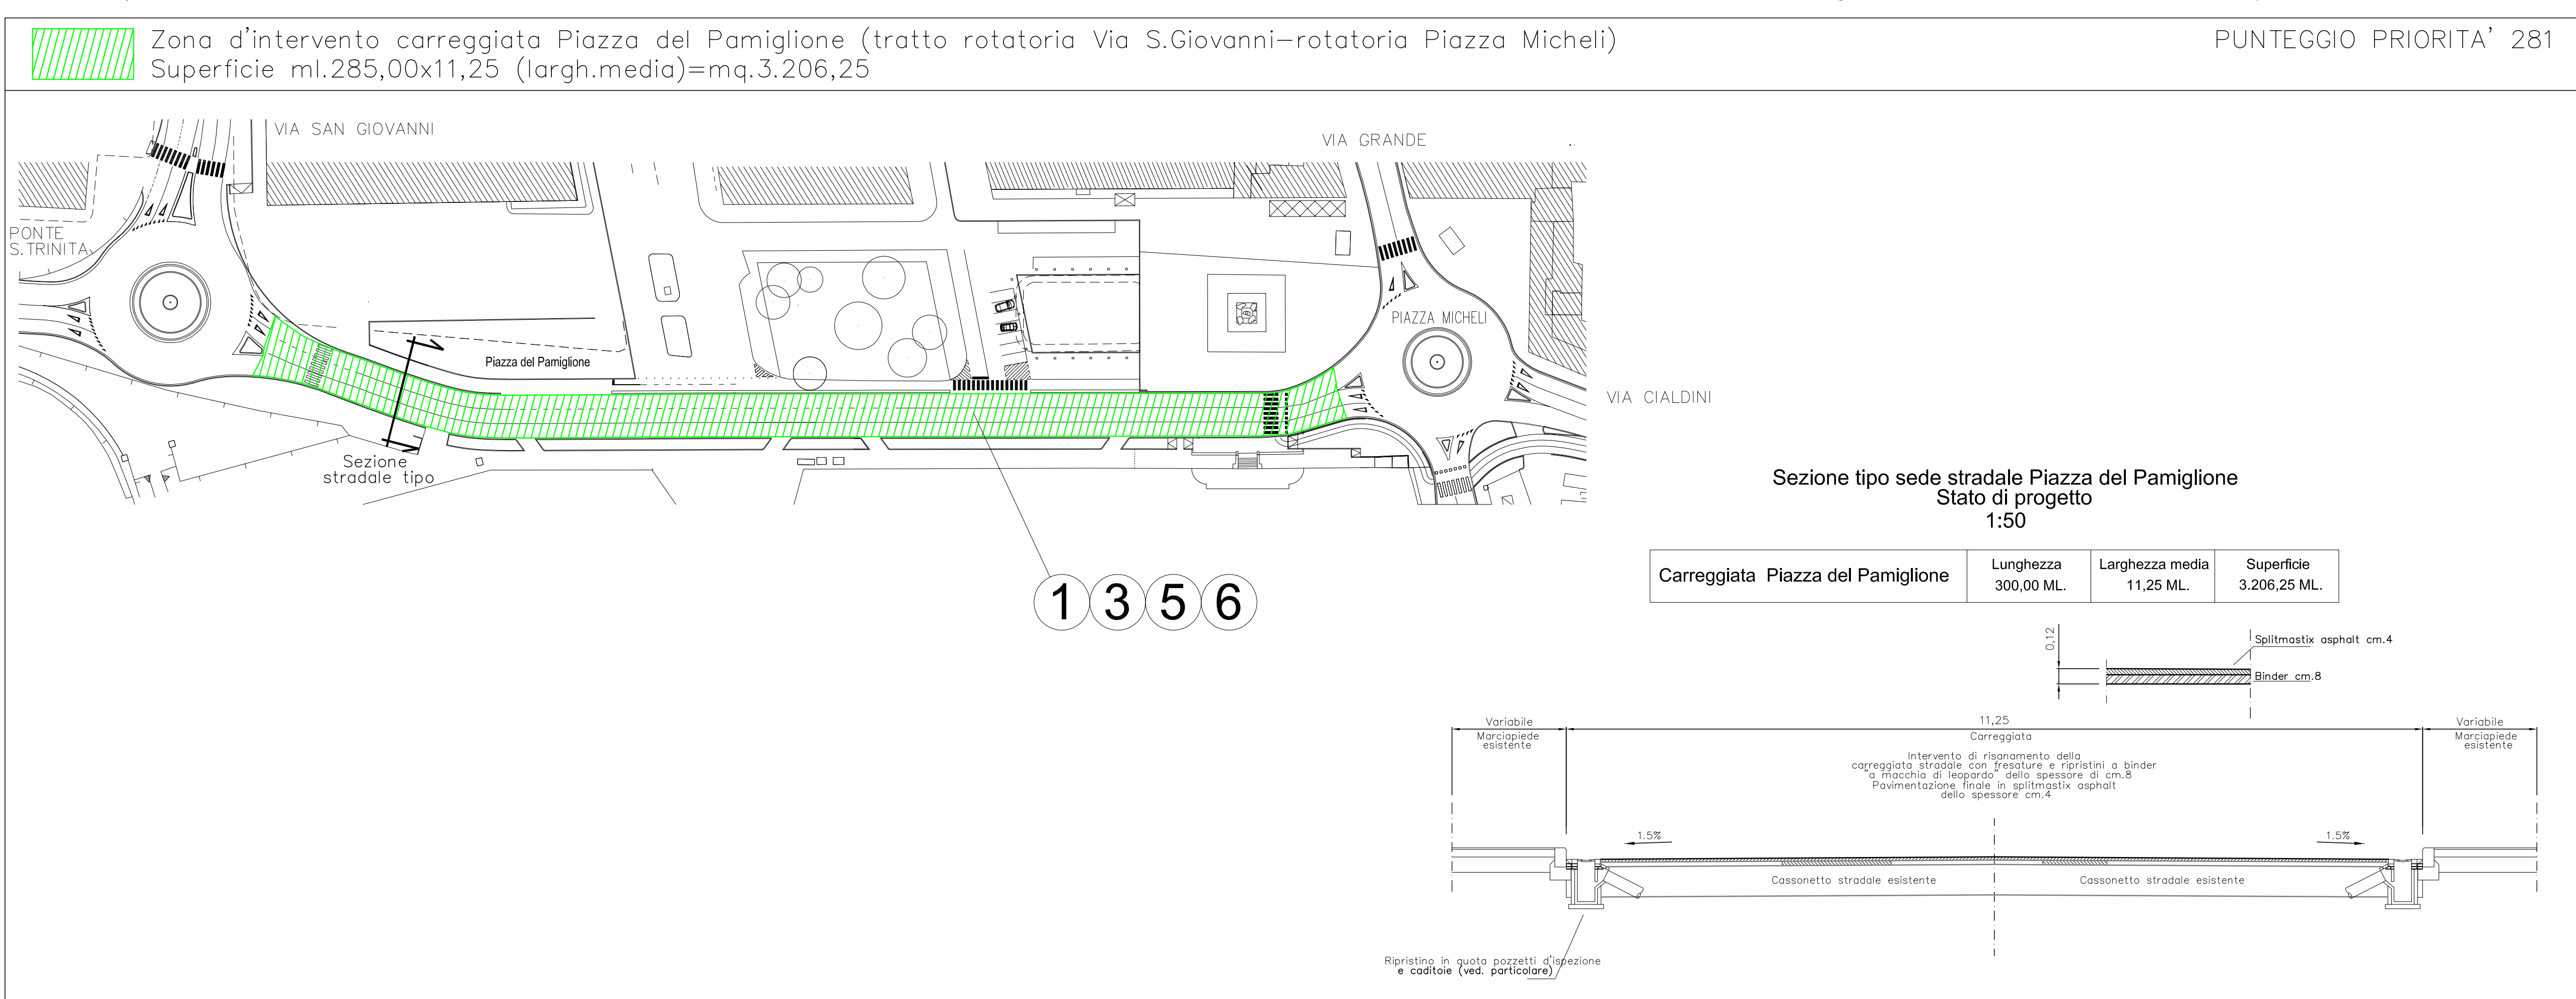 Zona d'intervento carreggiata Piazza del Pamiglione (tratto rotatoria Via S.Giovanni-rotatoria Piazza Micheli)
Superficie ml.285,00x11,25 (largh.media)=mq.3.206,25
PUNTEGGIO PRIORITA' 281
VIA SAN GIOVANNI
VIA GRANDE
PONTE
S.TRINITA
PIAZZA MICHELI
Piazza del Pamiglione
VIA CIALDINI
Sezione
stradale tipo
1 3 5 6
Sezione tipo sede stradale Piazza del Pamiglione
Stato di progetto
1:50
Carreggiata Piazza del Pamiglione
Lunghezza
300,00 ML.
Larghezza media
11,25 ML.
Superficie
3.206,25 ML.
0,12
Splitmastix asphalt cm.4
Binder cm.8
Variabile
Marciapiede
esistente
11,25
Carreggiata
Variabile
Marciapiede
esistente
Intervento di risanamento della
carreggiata stradale con fresature e ripristini a binder
"a macchia di leopardo" dello spessore di cm.8
Pavimentazione finale in splitmastix asphalt
dello spessore cm.4
1.5%
1.5%
Cassonetto stradale esistente
Cassonetto stradale esistente
Ripristino in quota pozzetti d'ispezione
e caditoie (ved. particolare)